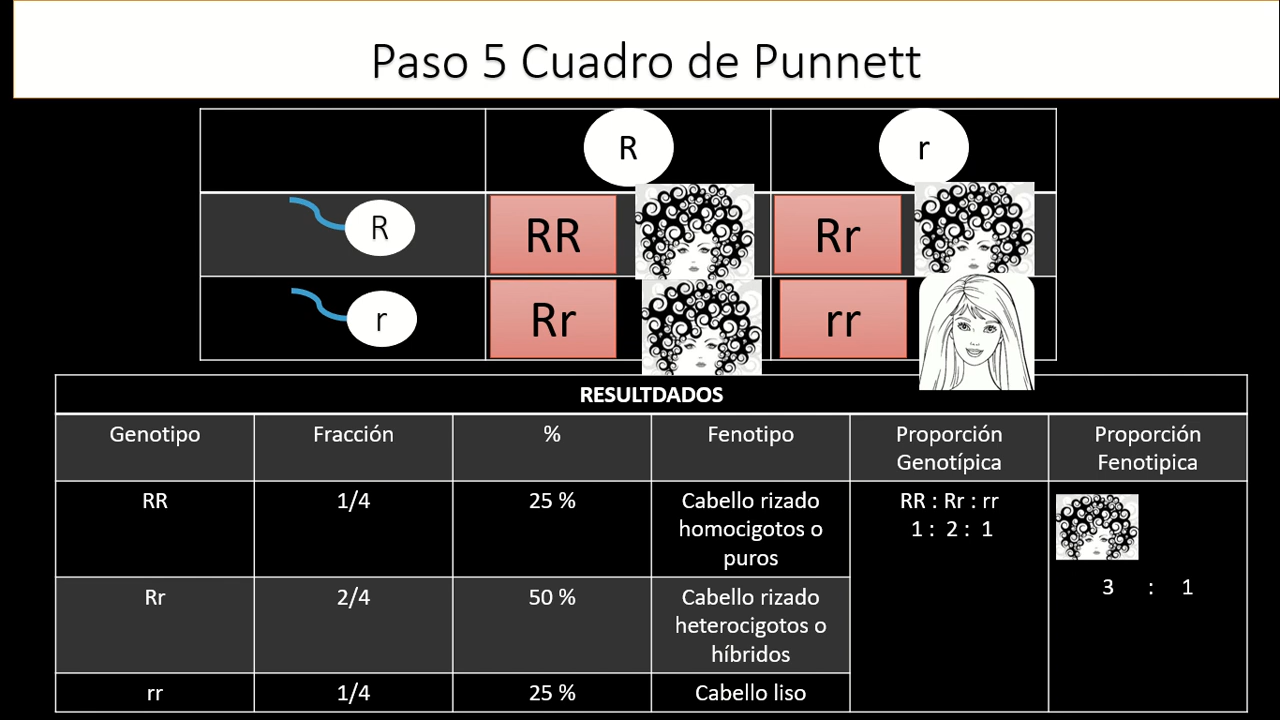 Paso 5 Cuadro de Punnett
R
r
R
RR
Rr
r
Rr
rr
RESULTDADOS
Genotipo
Fracción
%
Fenotipo
Proporción
Genotípica
Proporción
Fenotipica
RR
1/4
25 %
Cabello rizado
homocigotos o
puros
RR : Rr : rr
1 : 2 : 1
3 : 1
Rr
2/4
50 %
Cabello rizado
heterocigotos o
híbridos
rr
1/4
25 %
Cabello liso